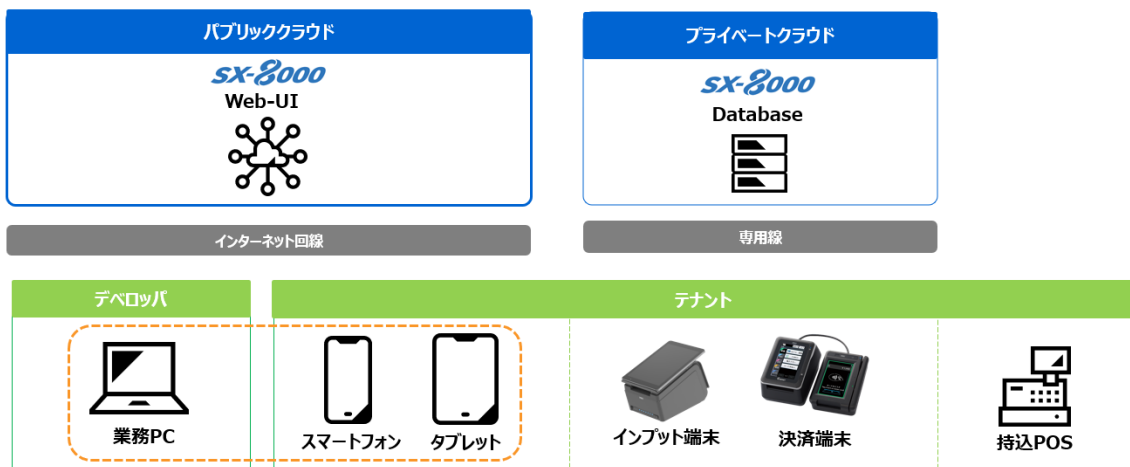 パブリッククラウド
SX-8000
Web-UI
プライベートクラウド
SX-8000
Database
インターネット回線
専用線
デベロッパ
テナント
業務PC
スマートフォン
タブレット
インプット端末
決済端末
持込POS